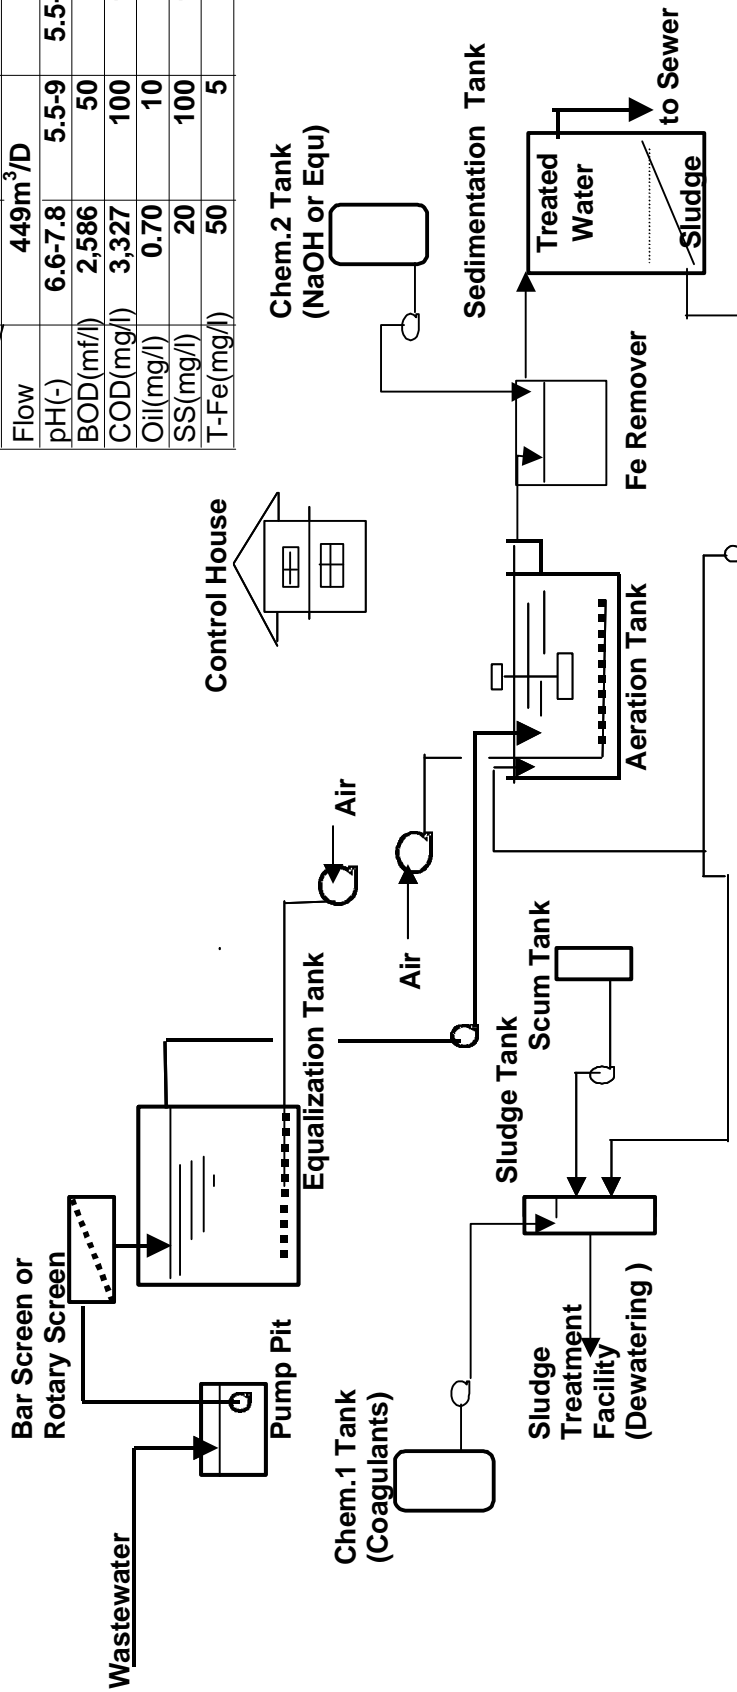 Flow 449m³/D
pH(-) 6.6-7.8 5.5-9 5.5-
BOD(mf/l) 2,586 50
COD(mg/l) 3,327 100
Oil(mg/l) 0.70 10
SS(mg/l) 20 100
T-Fe(mg/l) 50 5
Bar Screen or
Rotary Screen
Wastewater
Pump Pit
Equalization Tank
Air
Air
Control House
Chem.2 Tank
(NaOH or Equ)
Chem.1 Tank
(Coagulants)
Sludge Tank
Scum Tank
Sludge
Treatment
Facility
(Dewatering )
Aeration Tank
Fe Remover
Sedimentation Tank
Treated
Water
Sludge
to Sewer